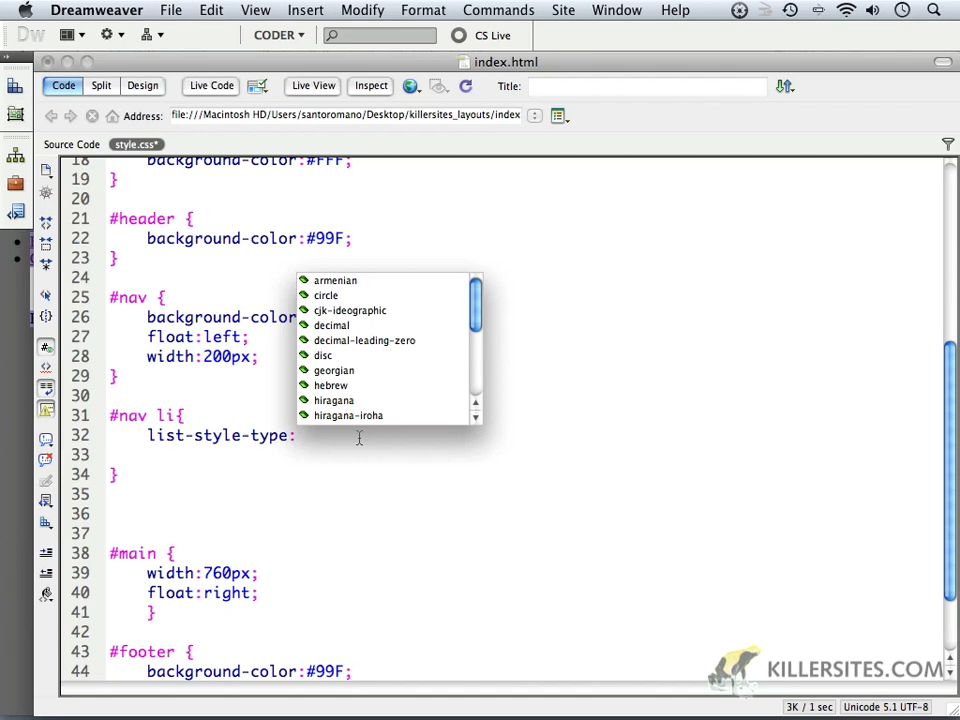 Dreamweaver File Edit View Insert Modify Format Commands Site Window Help
Dw CODER CS Live
index.html
Code Split Design Live Code Live View Inspect Title:
Address: file:///Macintosh HD/Users/santoromano/Desktop/killersites_layouts/index
Source Code style.css*
18 background-color:#FFF;
19 }
20
21 #header {
22 background-color:#99F;
23 }
24
25 #nav {
26 background-color
27 float:left;
28 width:200px;
29 }
30
31 #nav li{
32 list-style-type:
33
34 }
35
36
37
38 #main {
39 width:760px;
40 float:right;
41 }
42
43 #footer {
44 background-color:#99F;
armenian
circle
cjk-ideographic
decimal
decimal-leading-zero
disc
georgian
hebrew
hiragana
hiragana-iroha
KILLERSITES.COM
3K / 1 sec Unicode 5.1 UTF-8